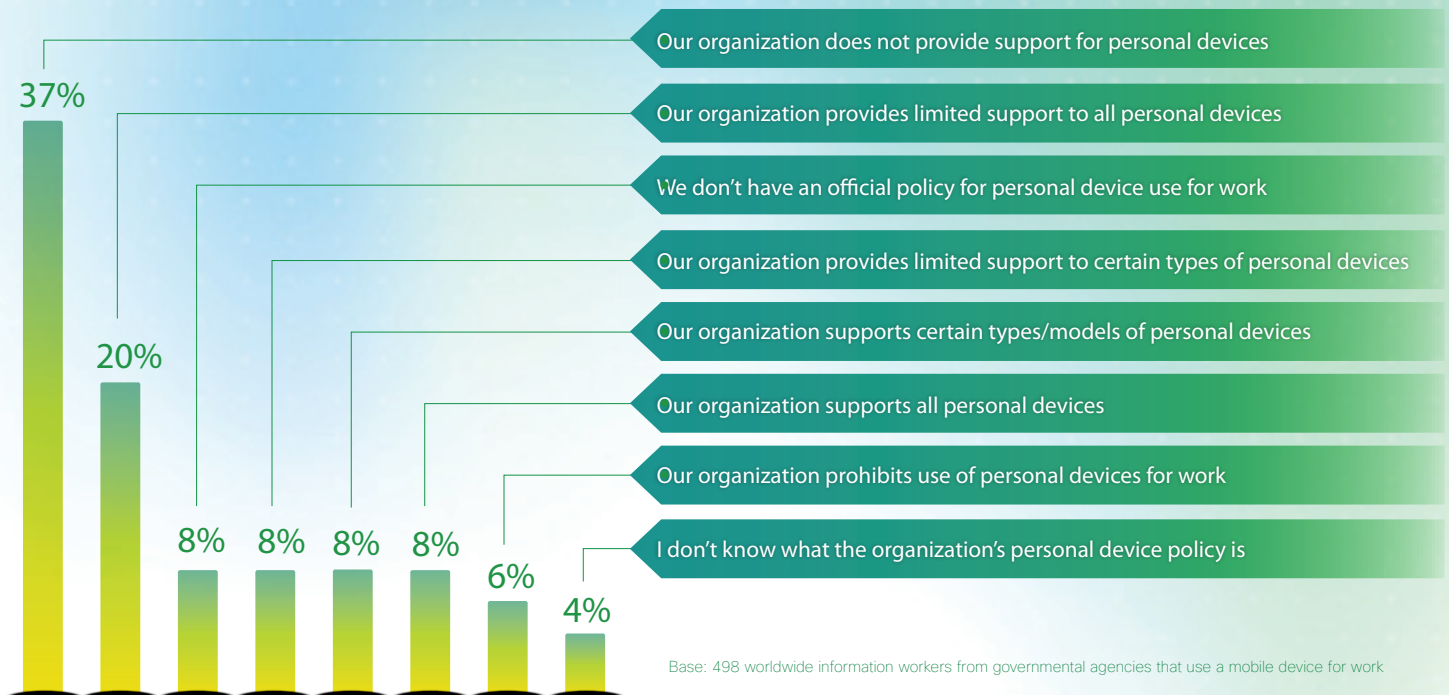 Our organization does not provide support for personal devices
37%
Our organization provides limited support to all personal devices
We don’t have an official policy for personal device use for work
Our organization provides limited support to certain types of personal devices
Our organization supports certain types/models of personal devices
20%
Our organization supports all personal devices
Our organization prohibits use of personal devices for work
8% 8% 8% 8%
I don’t know what the organization’s personal device policy is
6%
4%
Base: 498 worldwide information workers from governmental agencies that use a mobile device for work